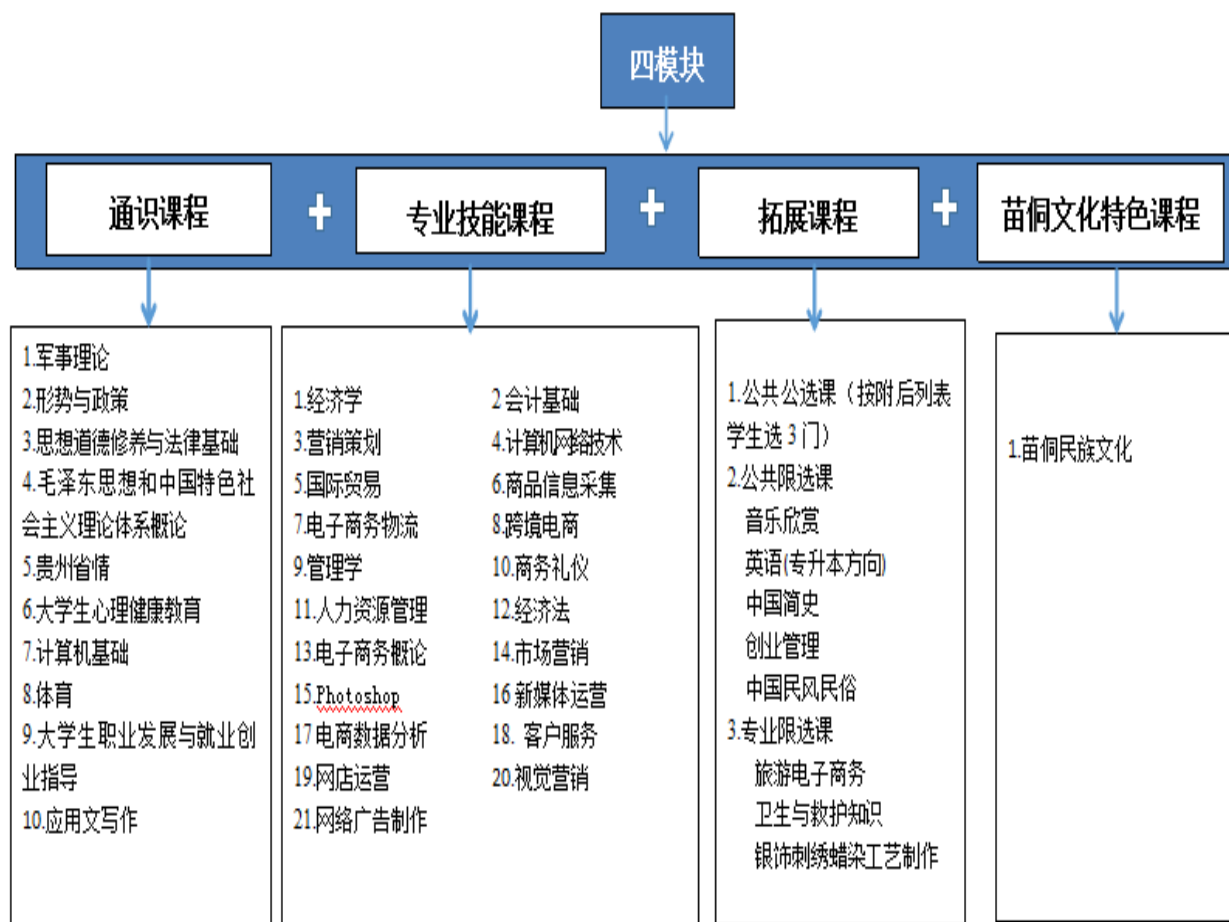 四模块
通识课程 + 专业技能课程 + 拓展课程 + 苗侗文化特色课程
1.军事理论
2.形势与政策
3.思想道德修养与法律基础
4.毛泽东思想和中国特色社
会主义理论体系概论
5.贵州省情
6.大学生心理健康教育
7.计算机基础
8.体育
9.大学生职业发展与就业创
业指导
10.应用文写作
1.经济学 2 会计基础
3.营销策划 4.计算机网络技术
5.国际贸易 6.商品信息采集
7.电子商务物流 8.跨境电商
9.管理学 10.商务礼仪
11.人力资源管理 12.经济法
13.电子商务概论 14.市场营销
15.Photoshop 16 新媒体运营
17 电商数据分析 18. 客户服务
19.网店运营 20.视觉营销
21.网络广告制作
1.公共公选课（按附后列表
学生选 3 门）
2.公共限选课
音乐欣赏
英语(专升本方向)
中国简史
创业管理
中国民风民俗
3.专业限选课
旅游电子商务
卫生与救护知识
银饰刺绣蜡染工艺制作
1.苗侗民族文化